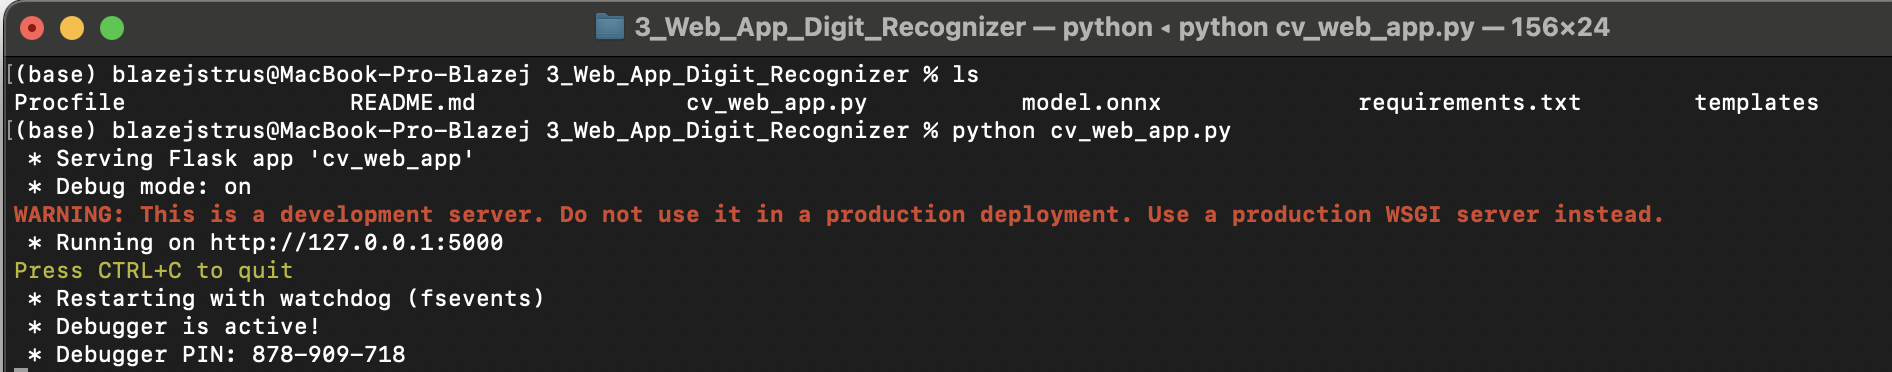 3_Web_App_Digit_Recognizer — python ◂ python cv_web_app.py — 156×24
(base) blazejstrus@MacBook-Pro-Blazej 3_Web_App_Digit_Recognizer % ls
Procfile README.md cv_web_app.py model.onnx requirements.txt templates
(base) blazejstrus@MacBook-Pro-Blazej 3_Web_App_Digit_Recognizer % python cv_web_app.py
* Serving Flask app 'cv_web_app'
* Debug mode: on
WARNING: This is a development server. Do not use it in a production deployment. Use a production WSGI server instead.
* Running on http://127.0.0.1:5000
Press CTRL+C to quit
* Restarting with watchdog (fsevents)
* Debugger is active!
* Debugger PIN: 878-909-718